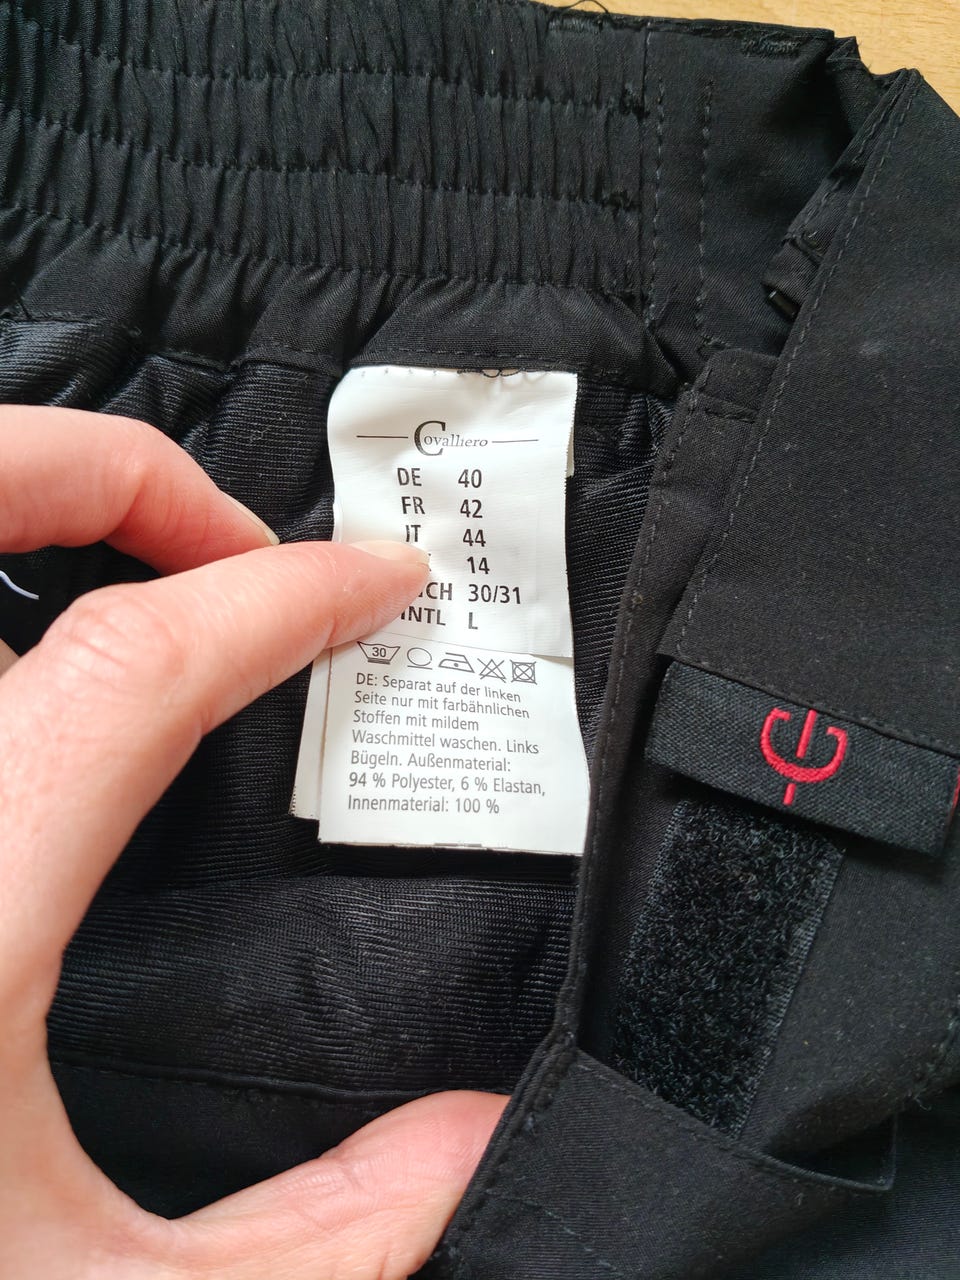 Covalliero
DE 40
FR 42
IT 44
14
CH 30/31
INTL L
30
DE: Separat auf der linken
Seite nur mit farbähnlichen
Stoffen mit mildem
Waschmittel waschen. Links
Bügeln. Außenmaterial:
94 % Polyester, 6 % Elastan,
Innenmaterial: 100 %